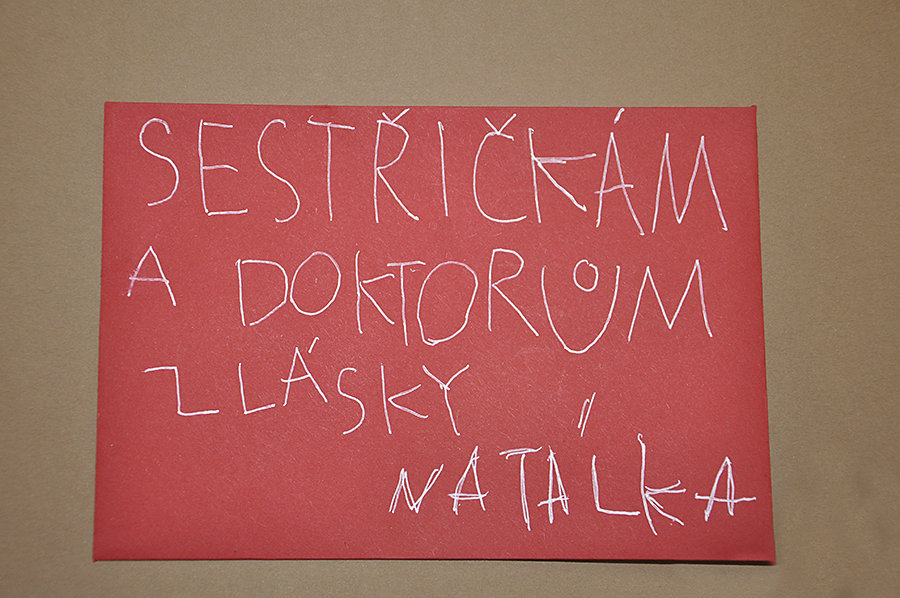 SESTŘIČKÁM
A DOKTORŮM
Z LÁSKY
NATÁLKA